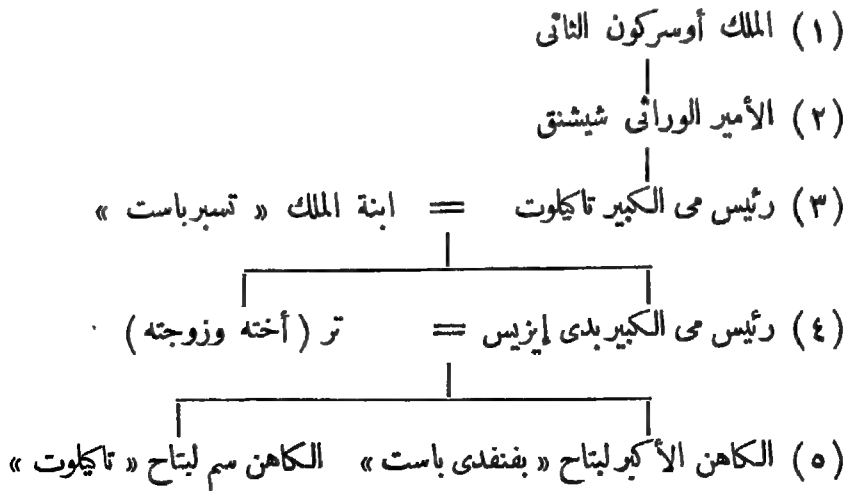 (١) الملك أوسركون الثانى
(٢) الأمير الوراثى شيشنق
(٣) رئيس مى الكبير تاكيلوت = ابنة الملك « تسبرباست »
(٤) رئيس مى الكبير بدى إيزيس = تر (أخته وزوجته)
(٥) الكاهن الأكبر لبتاح « بفنفدى باست » الكاهن سم لبتاح « تاكيلوت »